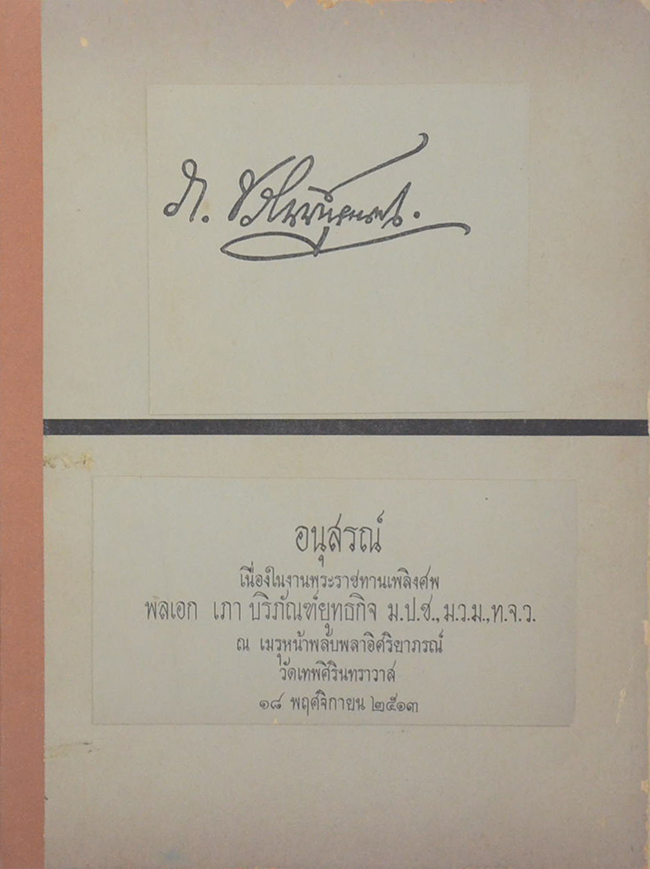 อนุสรณ์
เนื่องในงานพระราชทานเพลิงศพ
พลเอก เภา บริภัณฑ์ยุทธกิจ ม.ป.ช., ม.ว.ม., ท.จ.ว.
ณ เมรุหน้าพลับพลาอิศริยาภรณ์
วัดเทพศิรินทราวาส
๑๘ พฤศจิกายน ๒๕๑๓